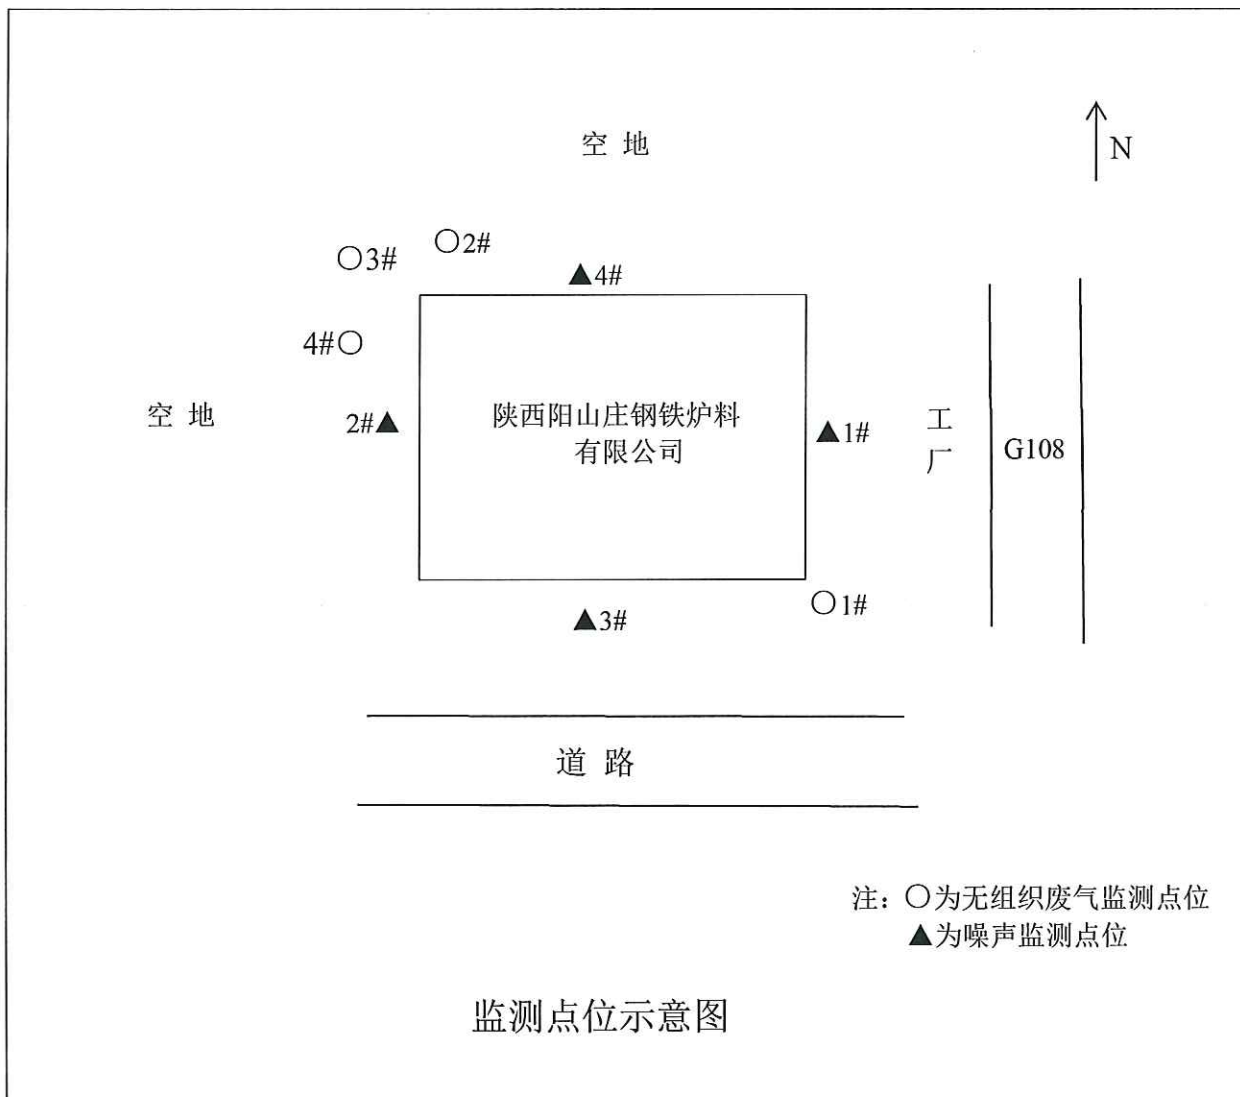 空 地
N
○2#
○3#
▲4#
4#○
空 地
2#▲
陕西阳山庄钢铁炉料
有限公司
▲1#
工
厂
G108
○1#
▲3#
道 路
注：○为无组织废气监测点位
▲为噪声监测点位
监测点位示意图